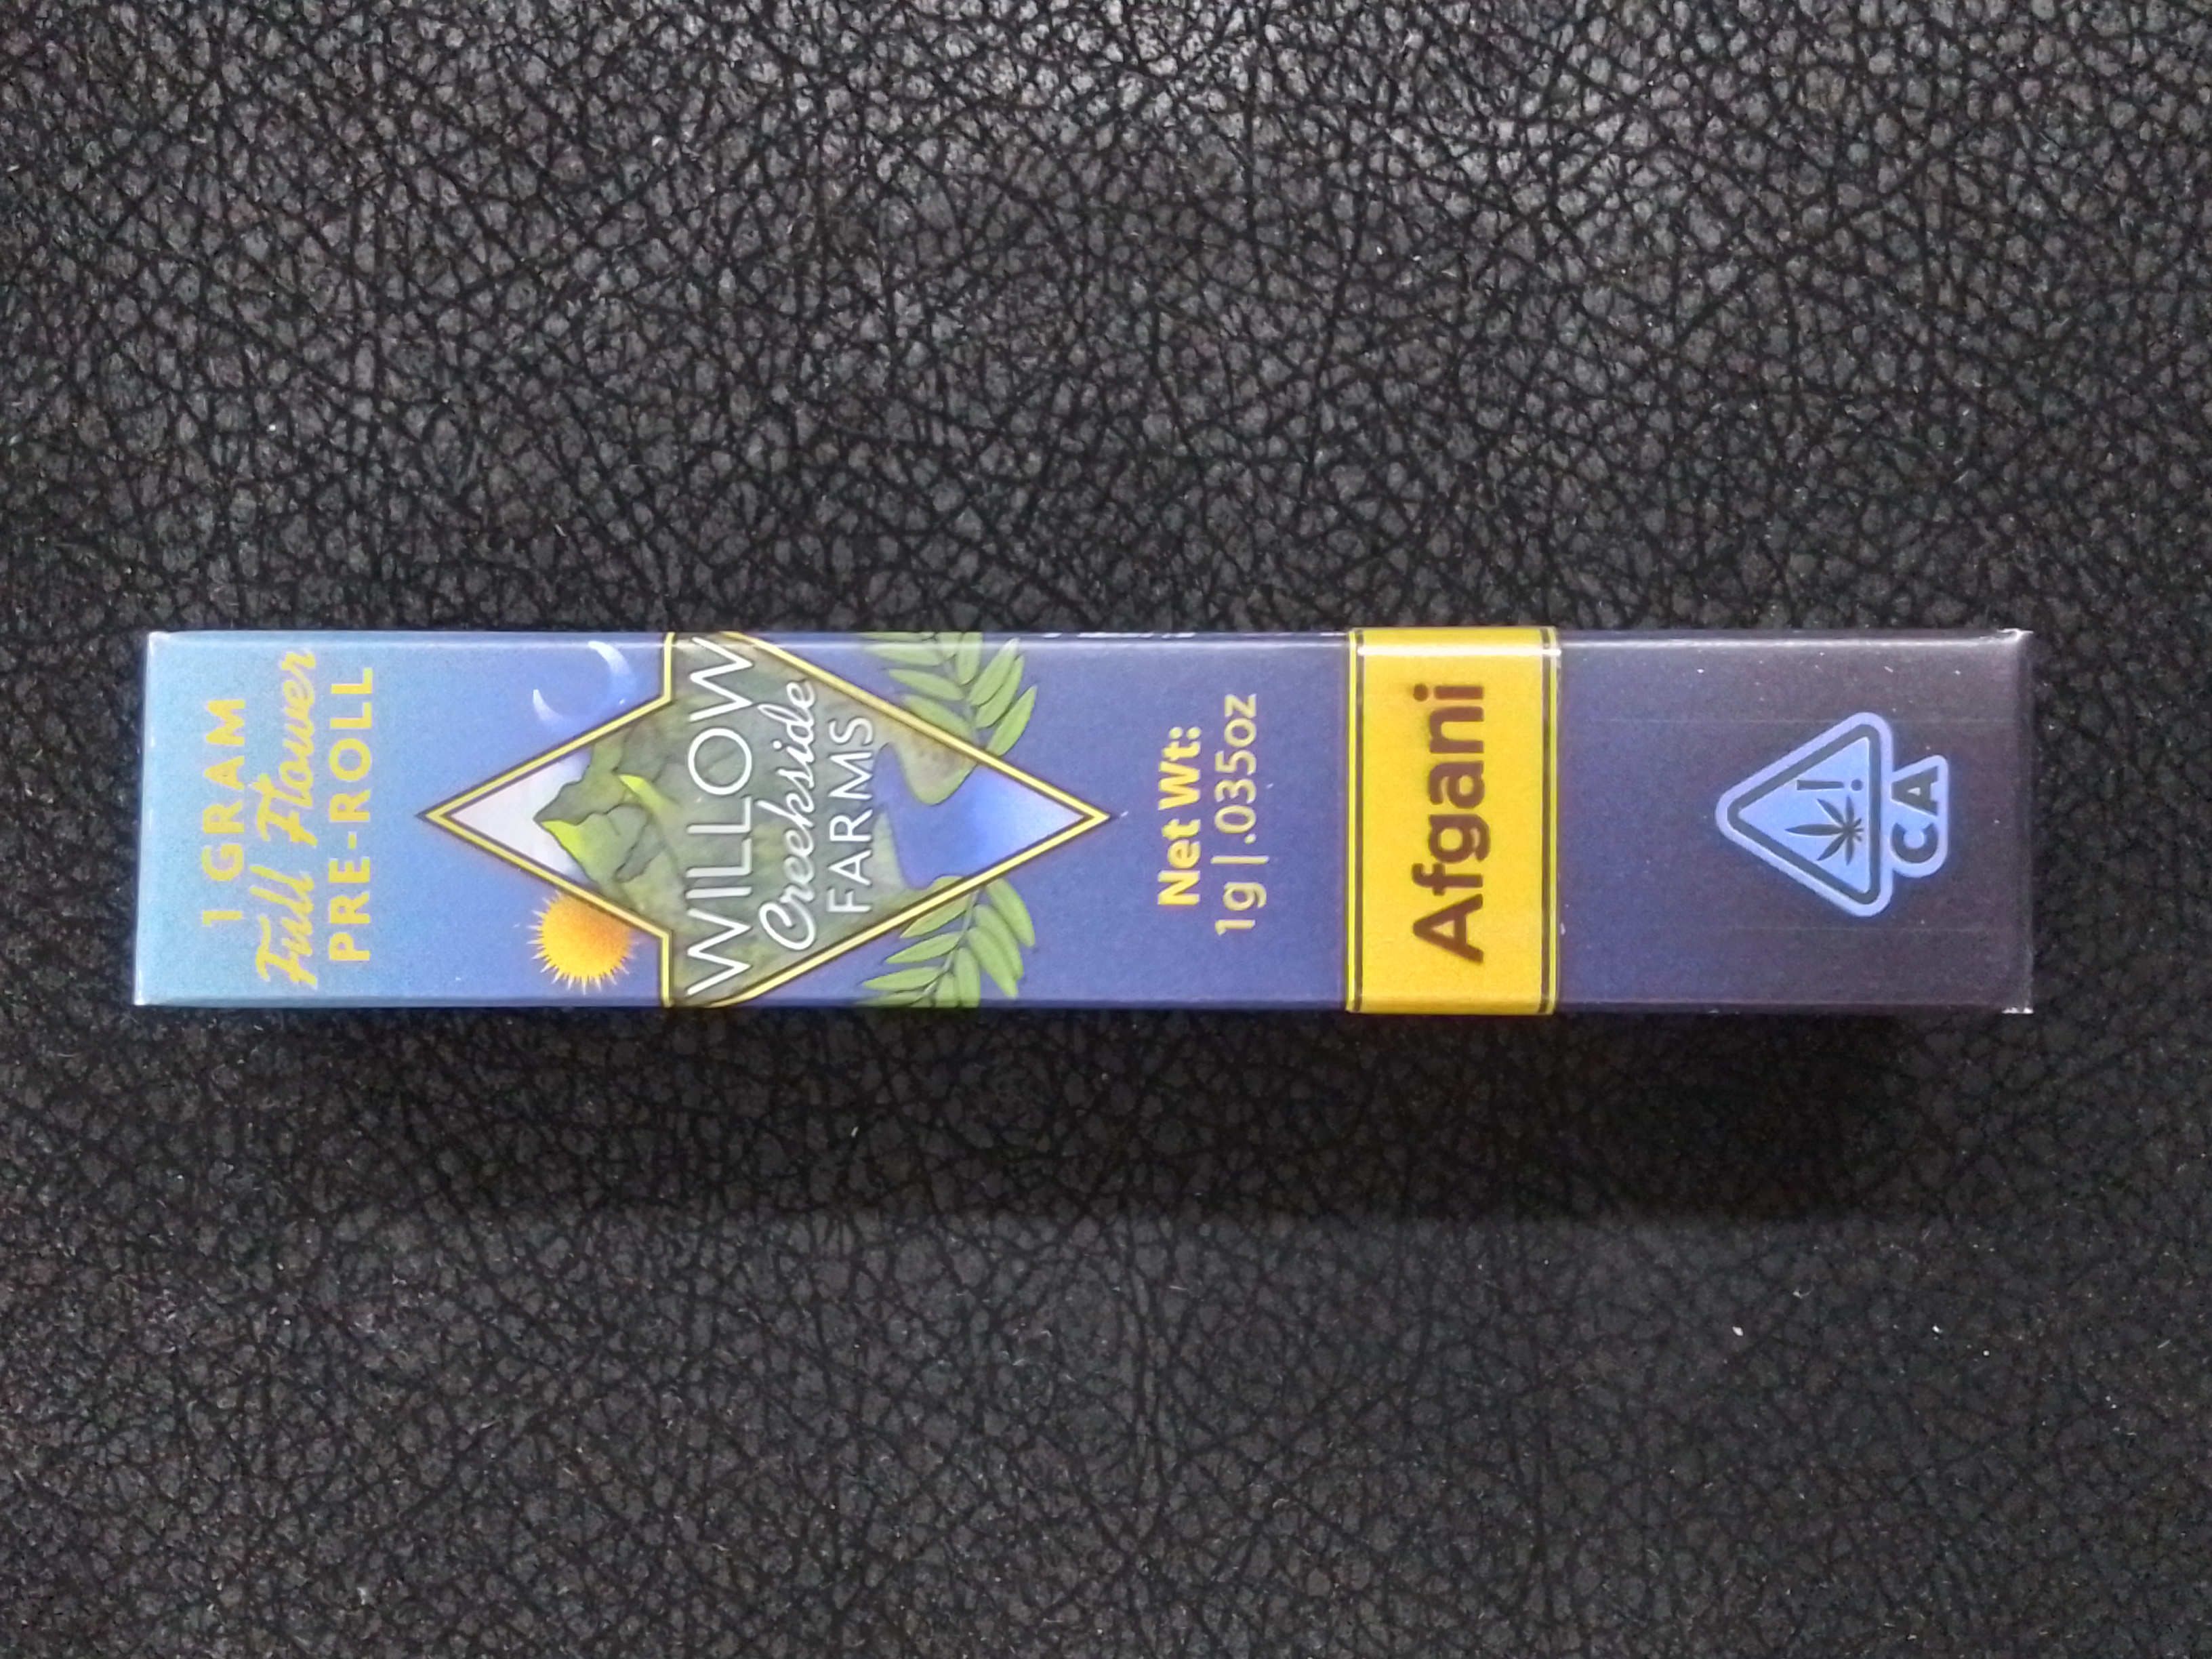 1 GRAM
Full Flower
PRE-ROLL
WILLOW
Creekside
FARMS
Net Wt:
1g | .035oz
Afgani
!
CA